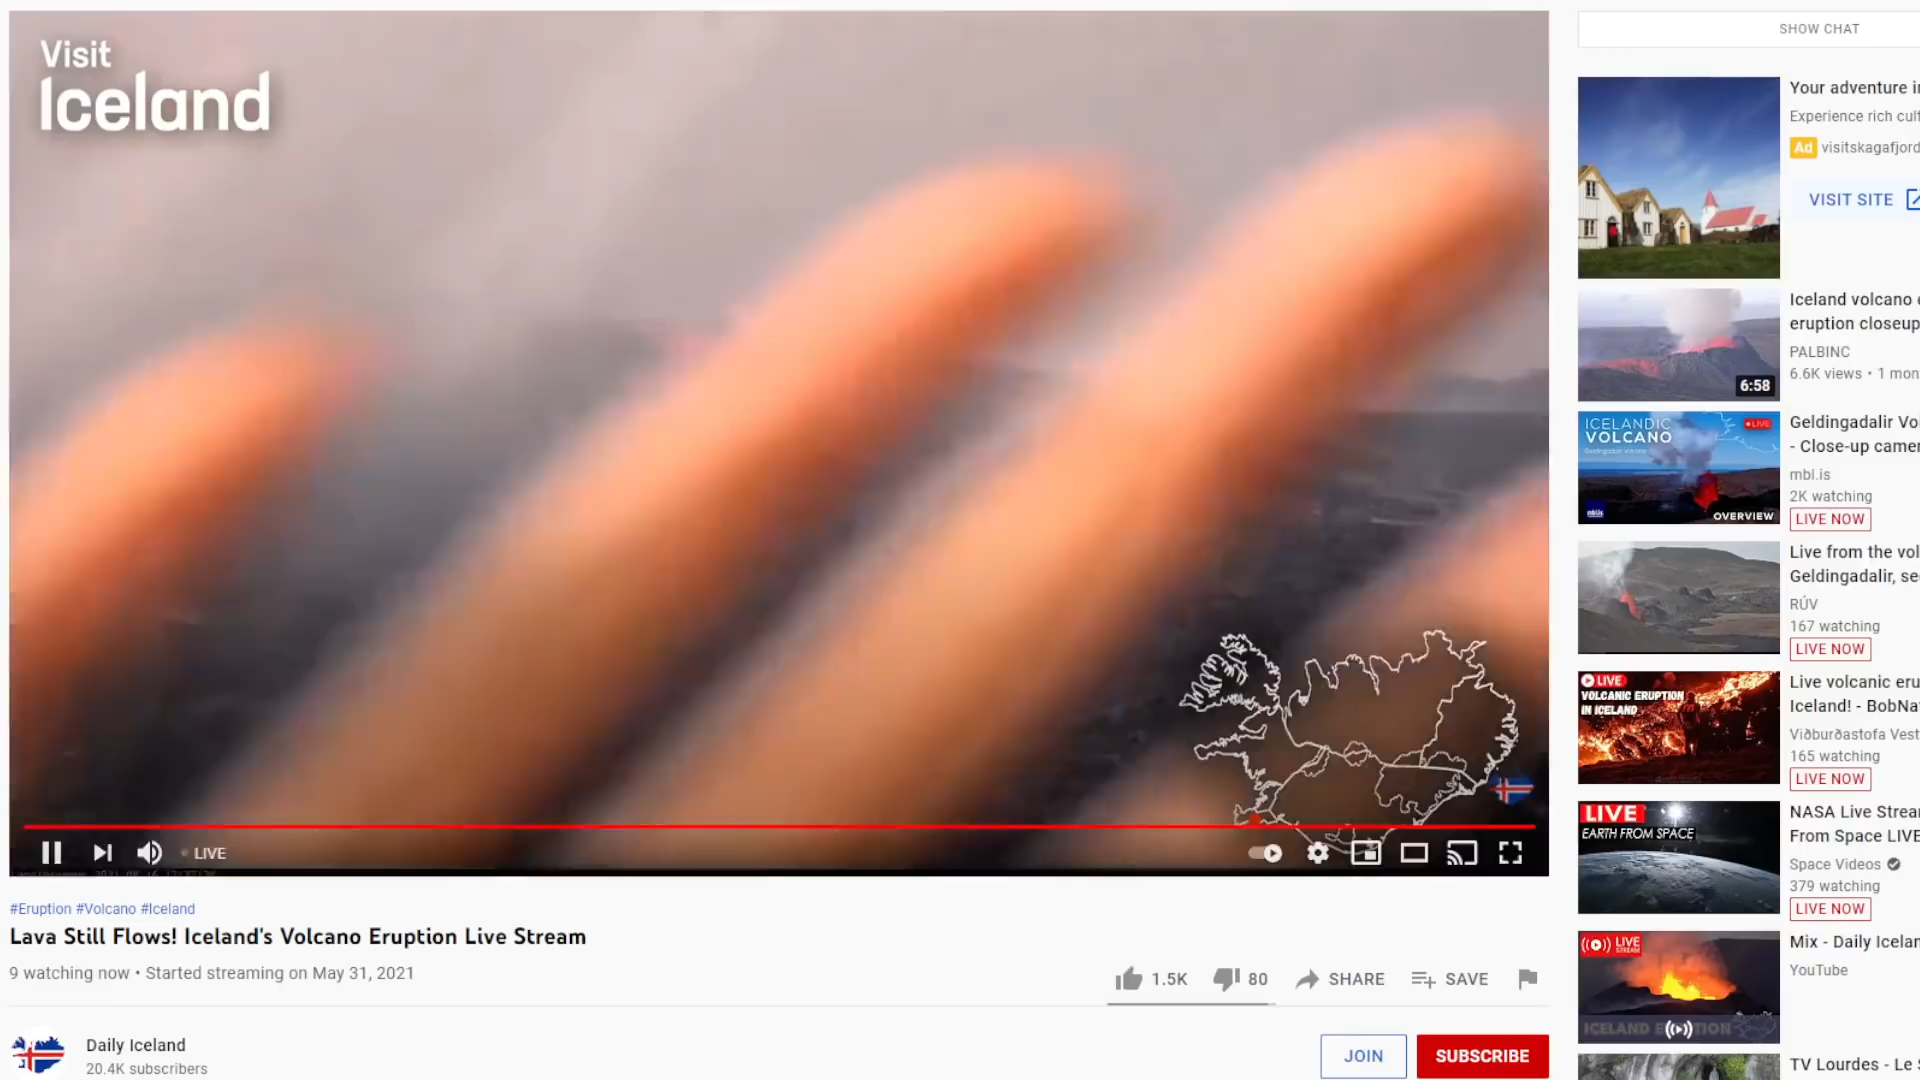 Visit
Iceland
LIVE
#Eruption #Volcano #Iceland
Lava Still Flows! Iceland's Volcano Eruption Live Stream
9 watching now • Started streaming on May 31, 2021
1.5K
80
SHARE
SAVE
Daily Iceland
20.4K subscribers
JOIN
SUBSCRIBE
SHOW CHAT
Your adventure i
Experience rich cul
Ad visitskagafjord
VISIT SITE
6:58
Iceland volcano
eruption closeup
PALBINC
6.6K views • 1 mon
ICELANDIC
VOLCANO
LIVE
OVERVIEW
Geldingadalir Vo
- Close-up camer
mbl.is
2K watching
LIVE NOW
Live from the vol
Geldingadalir, se
RÚV
167 watching
LIVE NOW
LIVE
VOLCANIC ERUPTION
IN ICELAND
Live volcanic eru
Iceland! - BobNa
Viðburðastofa Vest
165 watching
LIVE NOW
LIVE
EARTH FROM SPACE
NASA Live Strea
From Space LIVE
Space Videos
379 watching
LIVE NOW
LIVE
STREAM
Mix - Daily Icelan
YouTube
TV Lourdes - Le